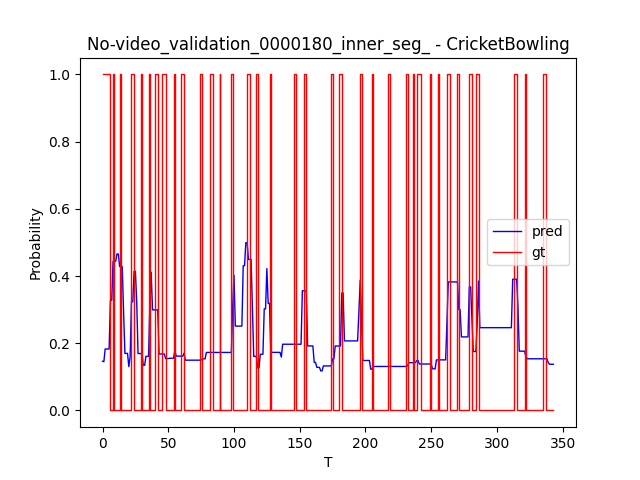 No-video_validation_0000180_inner_seg_ - CricketBowling
1.0
0.8
0.6
0.4
0.2
0.0
Probability
pred
gt
0 50 100 150 200 250 300 350
T